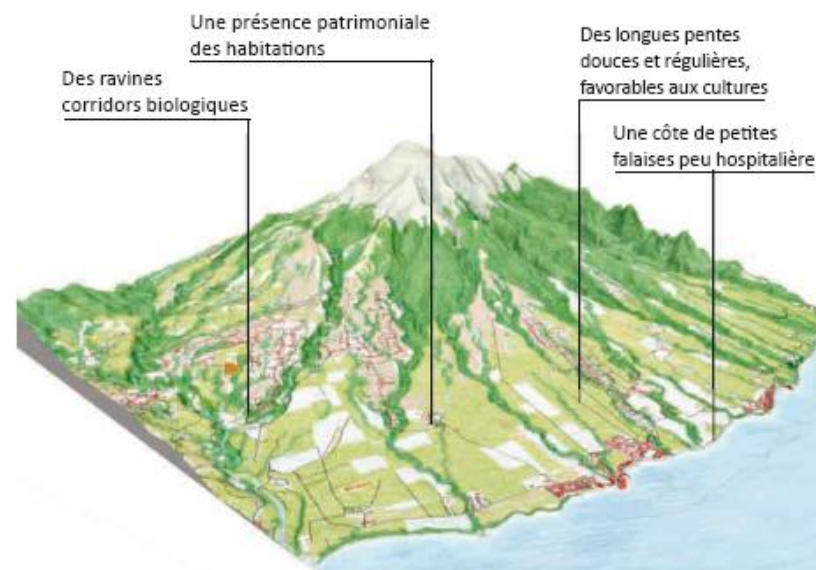 Une présence patrimoniale
des habitations
Des longues pentes
douces et régulières,
favorables aux cultures
Des ravines
corridors biologiques
Une côte de petites
falaises peu hospitalière